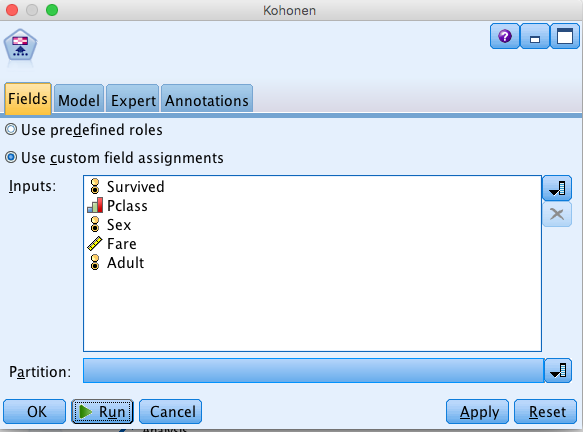 Kohonen
?
Fields Model Expert Annotations
Use predefined roles
Use custom field assignments
Inputs:
Survived
Pclass
Sex
Fare
Adult
Partition:
OK Run Cancel Apply Reset
Analysis